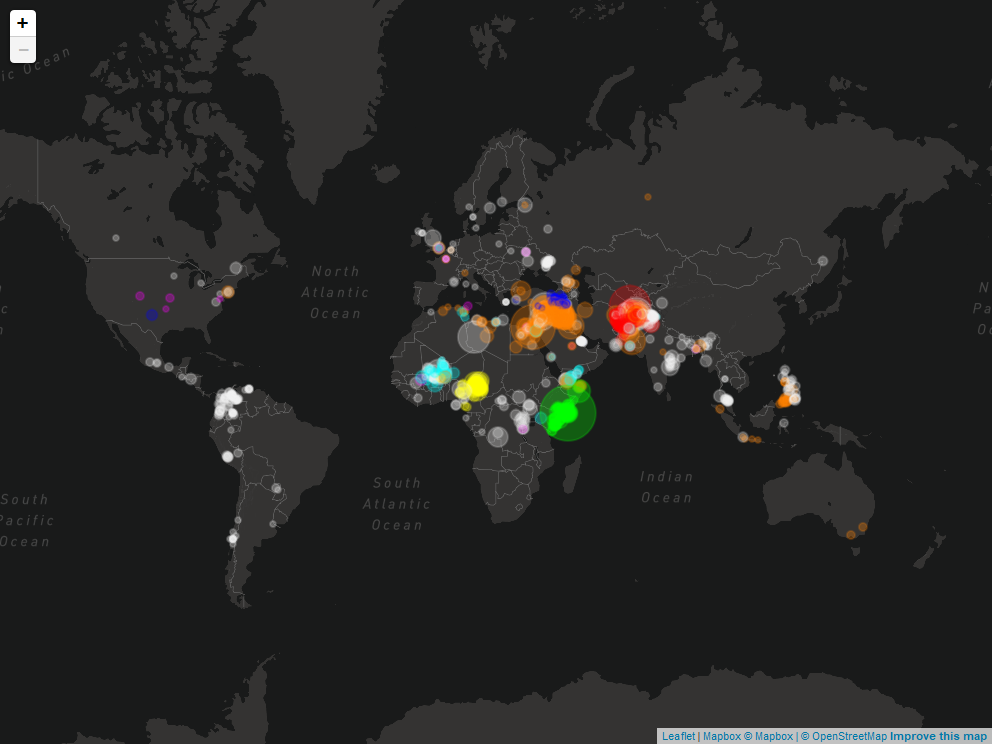 +
−
ic Ocean
North
Atlantic
Ocean
South
Pacific
Ocean
South
Atlantic
Ocean
Indian
Ocean
N
Pa
Oc
Leaflet | Mapbox © Mapbox | © OpenStreetMap Improve this map